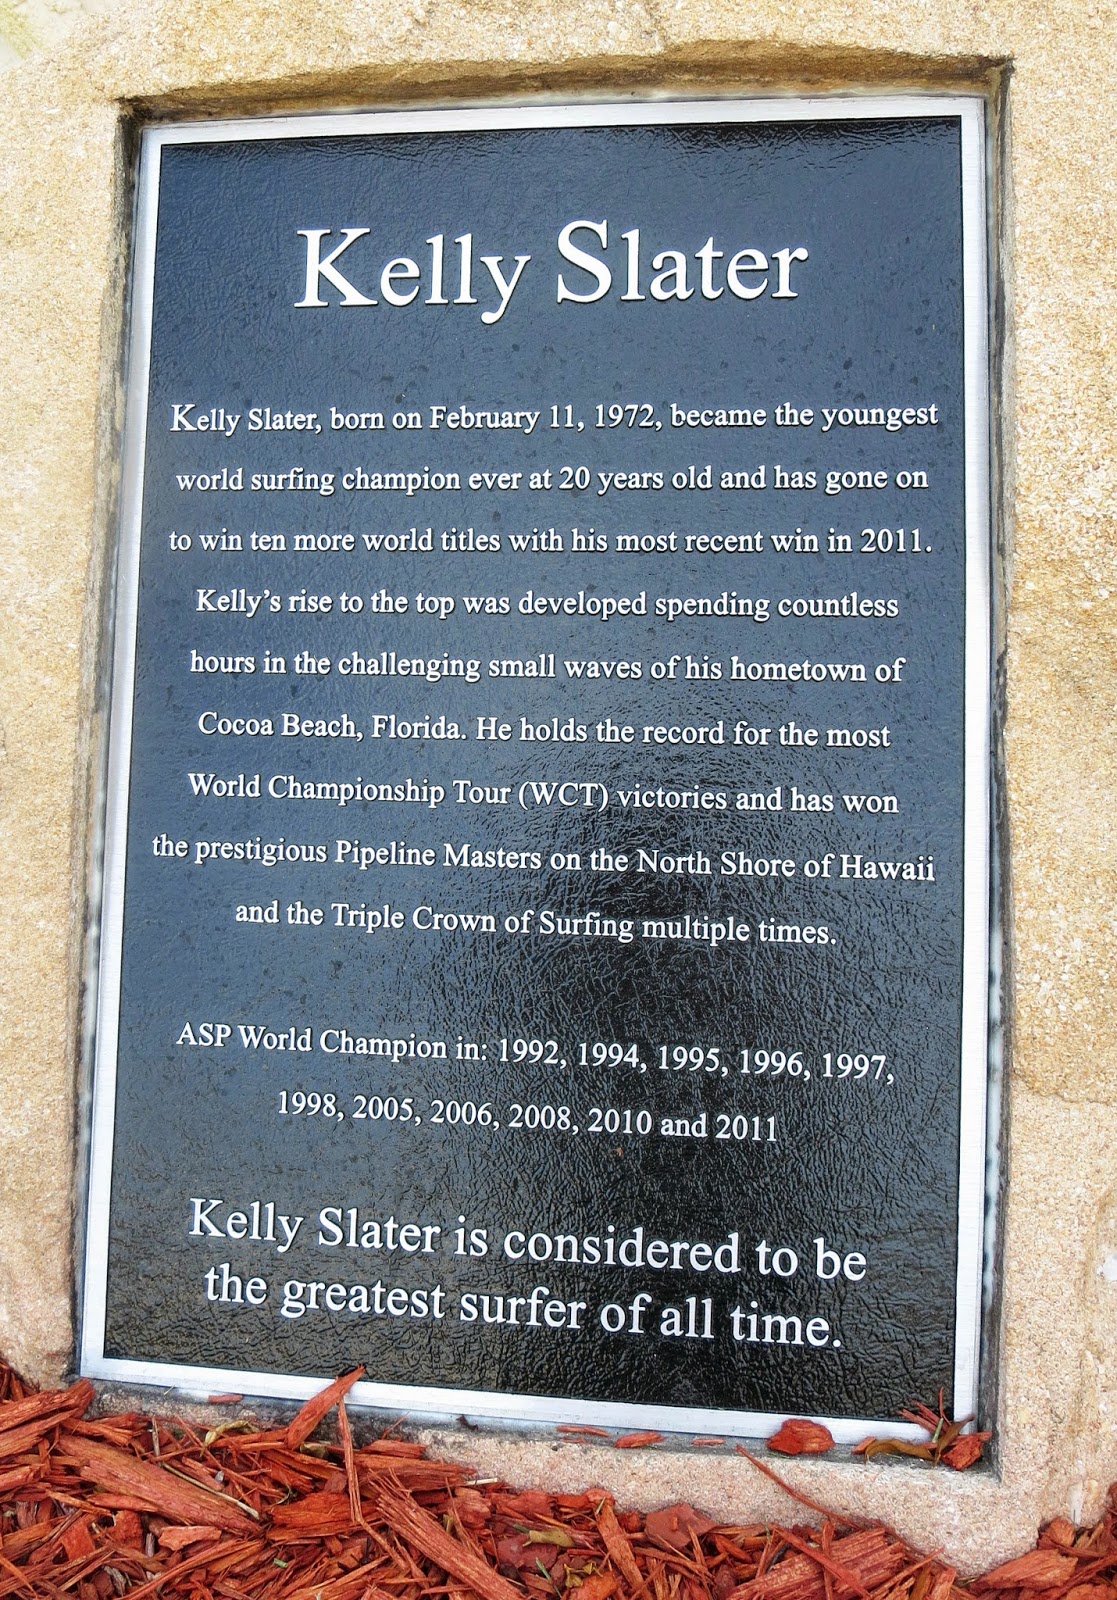 Kelly Slater
Kelly Slater, born on February 11, 1972, became the youngest
world surfing champion ever at 20 years old and has gone on
to win ten more world titles with his most recent win in 2011.
Kelly's rise to the top was developed spending countless
hours in the challenging small waves of his hometown of
Cocoa Beach, Florida. He holds the record for the most
World Championship Tour (WCT) victories and has won
the prestigious Pipeline Masters on the North Shore of Hawaii
and the Triple Crown of Surfing multiple times.
ASP World Champion in: 1992, 1994, 1995, 1996, 1997,
1998, 2005, 2006, 2008, 2010 and 2011
Kelly Slater is considered to be
the greatest surfer of all time.